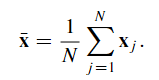 x̄ = 1/N ∑_{j=1}^{N} x_j.